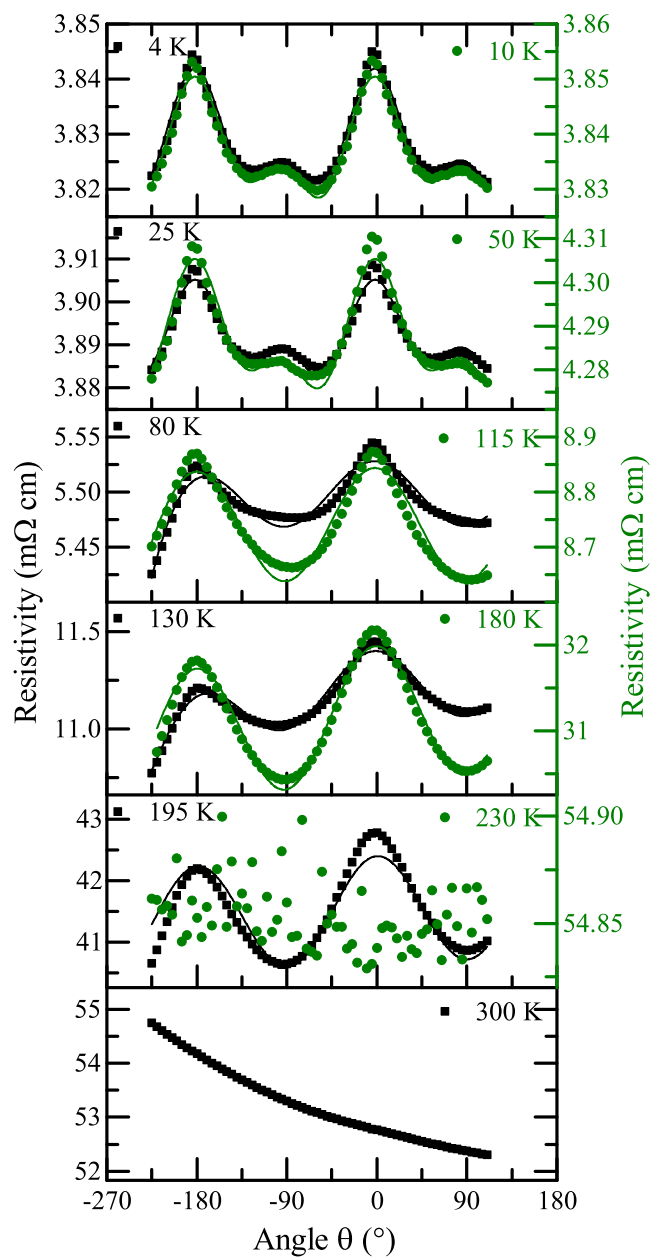 3.85
3.84
3.83
3.82
4 K
10 K
3.86
3.85
3.84
3.83
3.91
3.90
3.89
3.88
25 K
50 K
4.31
4.30
4.29
4.28
5.55
5.50
5.45
80 K
115 K
8.9
8.8
8.7
11.5
11.0
130 K
180 K
32
31
43
42
41
195 K
230 K
54.90
54.85
55
54
53
52
300 K
-270
-180
-90
0
90
180
Angle θ (°)
Resistivity (mΩ cm)
Resistivity (mΩ cm)